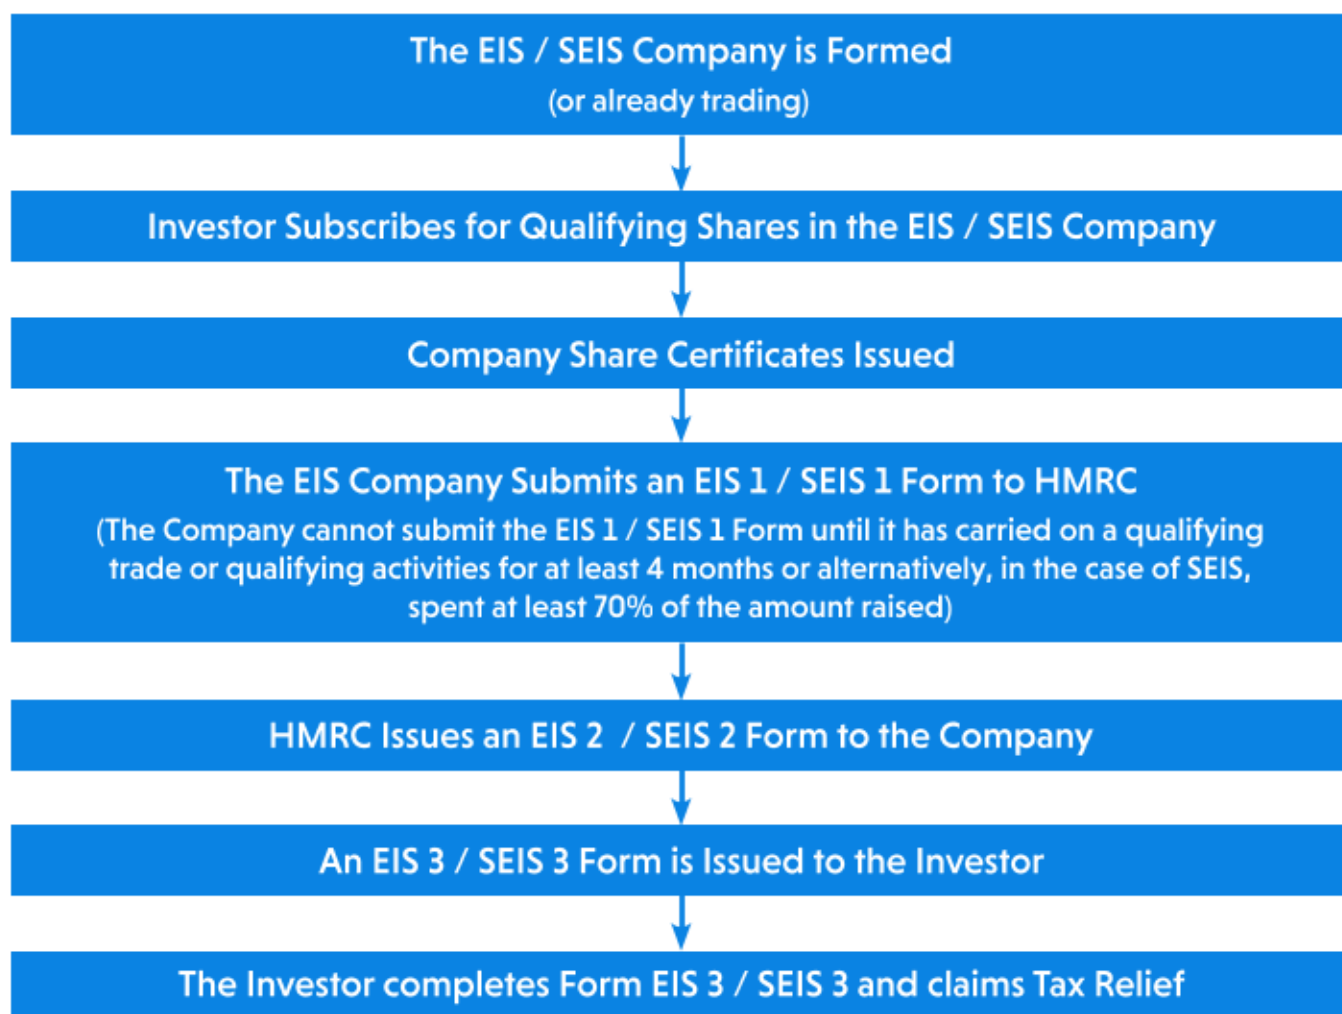 The EIS / SEIS Company is Formed
(or already trading)
Investor Subscribes for Qualifying Shares in the EIS / SEIS Company
Company Share Certificates Issued
The EIS Company Submits an EIS 1 / SEIS 1 Form to HMRC
(The Company cannot submit the EIS 1 / SEIS 1 Form until it has carried on a qualifying
trade or qualifying activities for at least 4 months or alternatively, in the case of SEIS,
spent at least 70% of the amount raised)
HMRC Issues an EIS 2 / SEIS 2 Form to the Company
An EIS 3 / SEIS 3 Form is Issued to the Investor
The Investor completes Form EIS 3 / SEIS 3 and claims Tax Relief